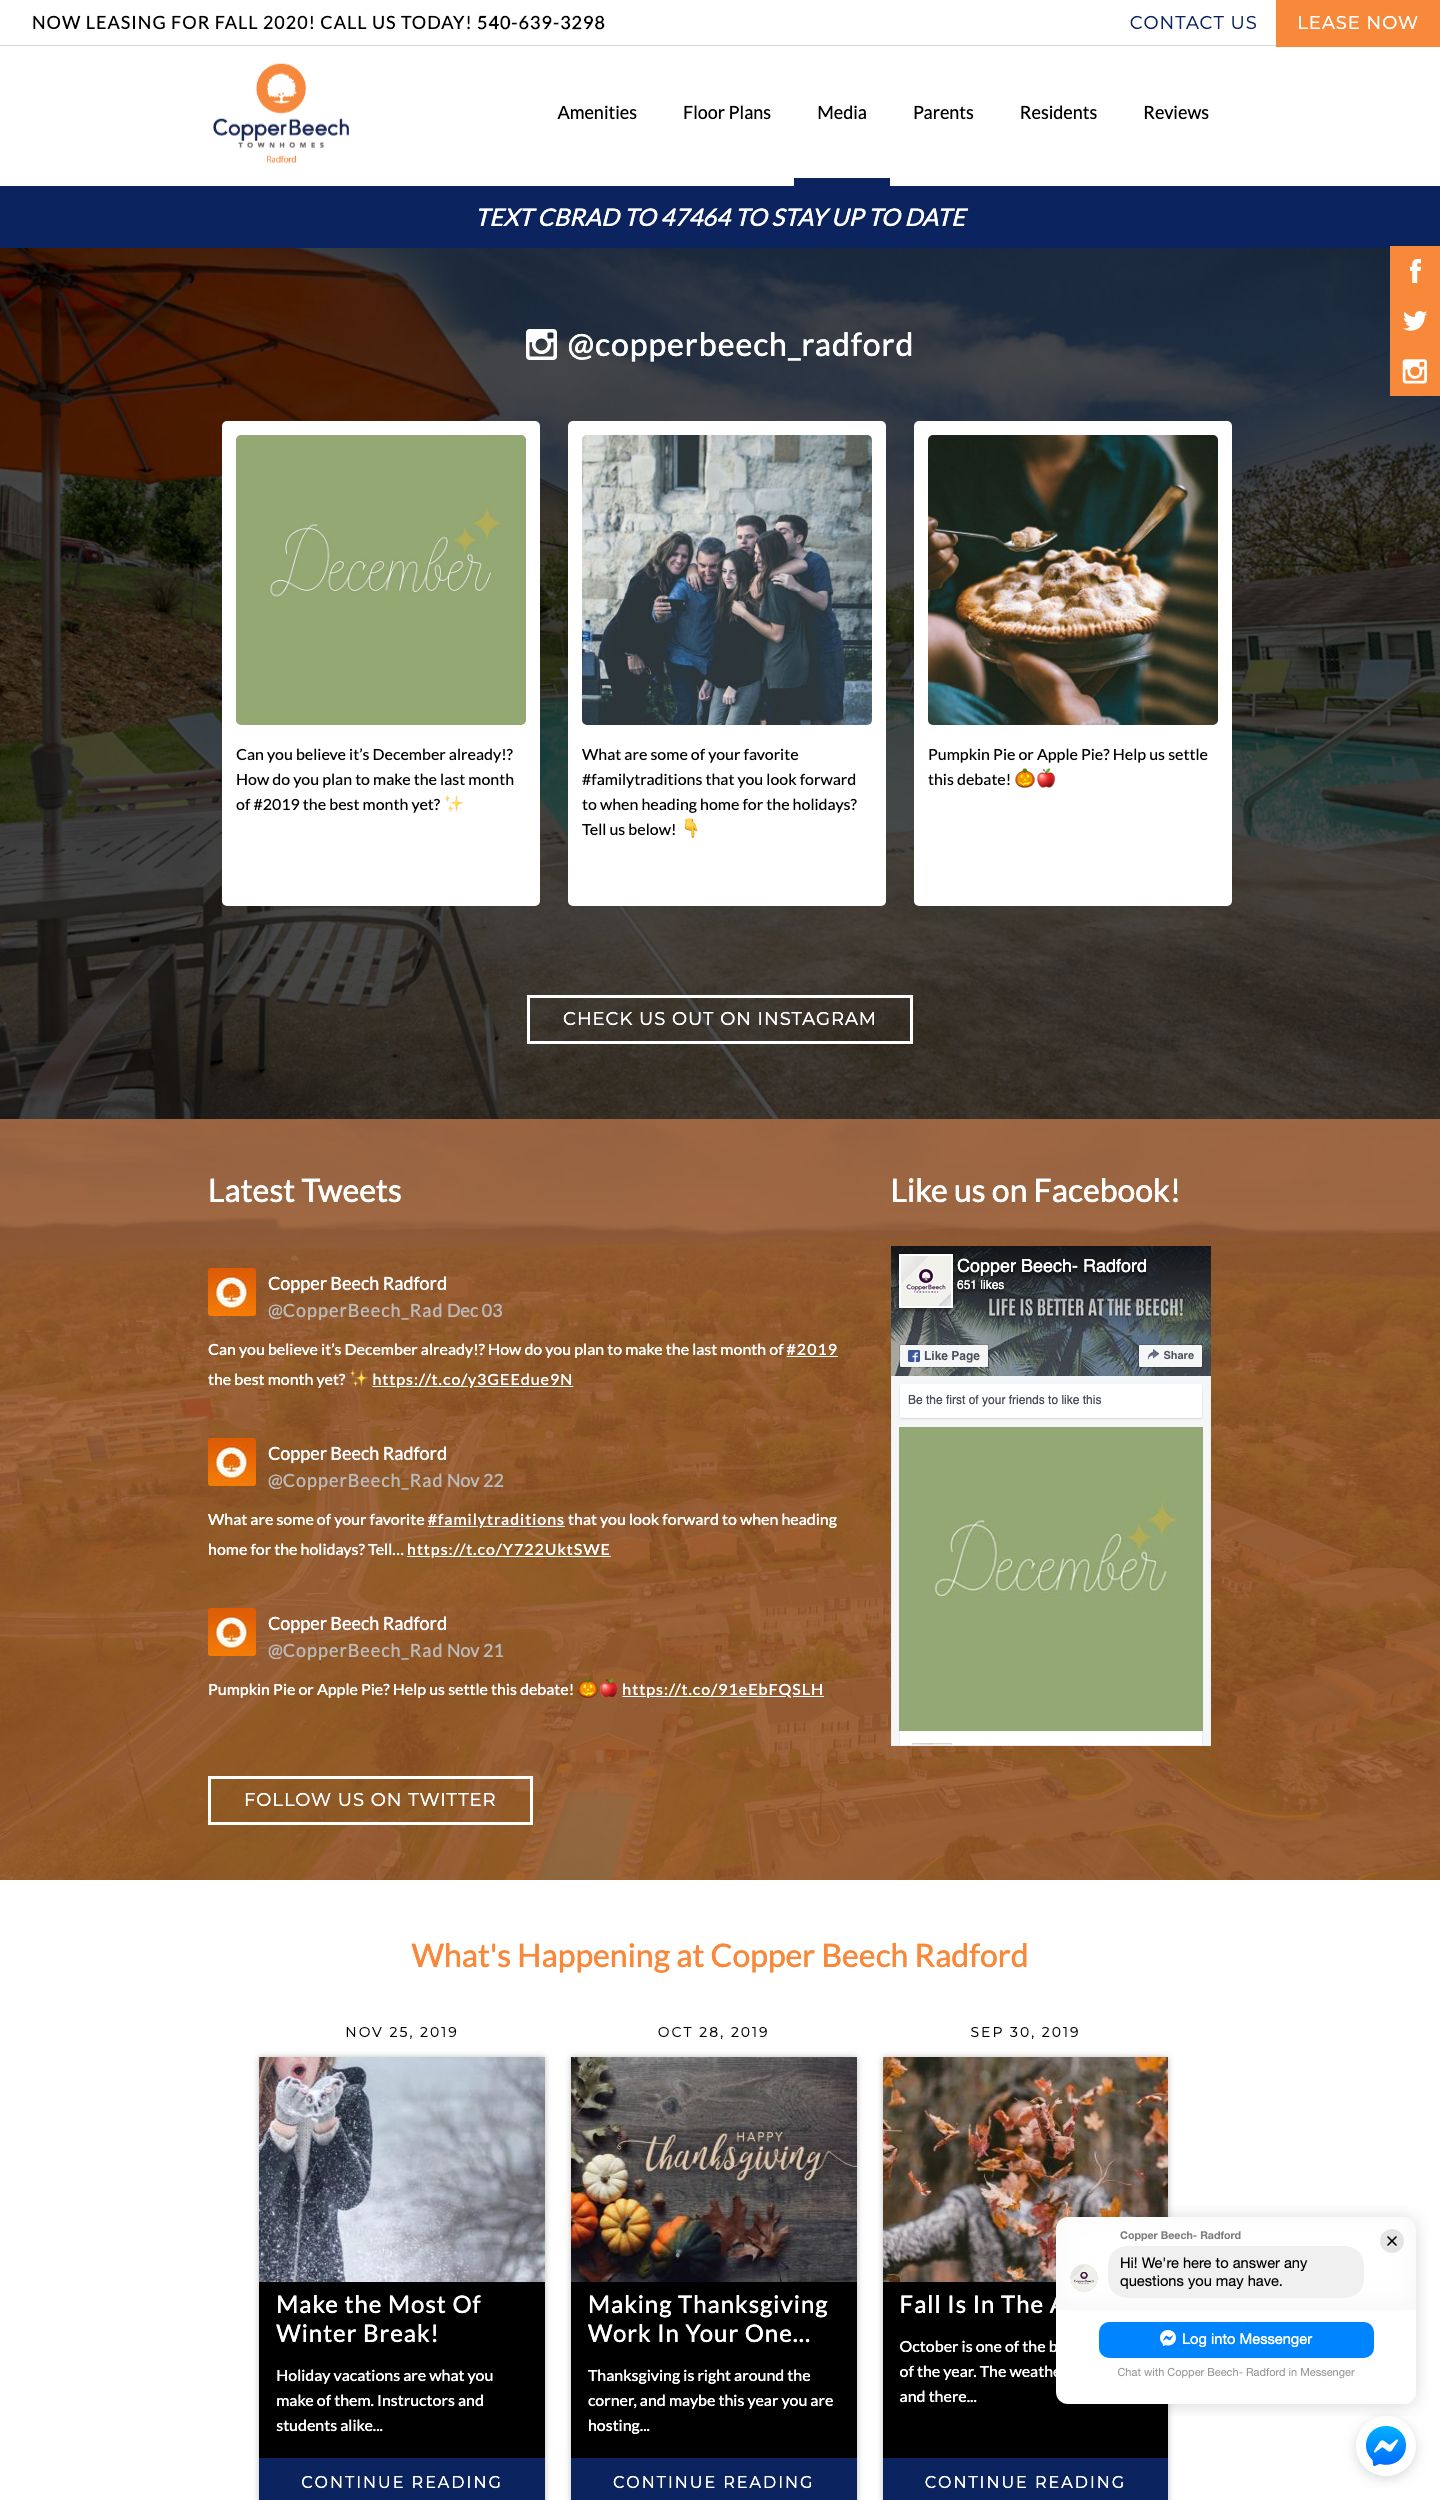 NOW LEASING FOR FALL 2020! CALL US TODAY! 540-639-3298
CONTACT US
LEASE NOW
CopperBeech
TOWNHOMES
Radford
Amenities
Floor Plans
Media
Parents
Residents
Reviews
TEXT CBRAD TO 47464 TO STAY UP TO DATE
@copperbeech_radford
December
Can you believe it's December already!?
How do you plan to make the last month
of #2019 the best month yet? ✨
What are some of your favorite
#familytraditions that you look forward
to when heading home for the holidays?
Tell us below! 👇
Pumpkin Pie or Apple Pie? Help us settle
this debate! 🎃🍎
CHECK US OUT ON INSTAGRAM
Latest Tweets
Copper Beech Radford
@CopperBeech_Rad Dec 03
Can you believe it's December already!? How do you plan to make the last month of #2019
the best month yet? ✨ https://t.co/y3GEEdue9N
Copper Beech Radford
@CopperBeech_Rad Nov 22
What are some of your favorite #familytraditions that you look forward to when heading
home for the holidays? Tell… https://t.co/Y722UktSWE
Copper Beech Radford
@CopperBeech_Rad Nov 21
Pumpkin Pie or Apple Pie? Help us settle this debate! 🎃🍎 https://t.co/91eEbFQSLH
FOLLOW US ON TWITTER
Like us on Facebook!
CopperBeech
Copper Beech- Radford
651 likes
LIFE IS BETTER AT THE BEECH!
Like Page
Share
Be the first of your friends to like this
December
What's Happening at Copper Beech Radford
NOV 25, 2019
Make the Most Of
Winter Break!
Holiday vacations are what you
make of them. Instructors and
students alike...
CONTINUE READING
OCT 28, 2019
HAPPY
thanksgiving
Making Thanksgiving
Work In Your One...
Thanksgiving is right around the
corner, and maybe this year you are
hosting...
CONTINUE READING
SEP 30, 2019
Fall Is In The
October is one of the
of the year. The
and there...
CONTINUE READING
Copper Beech- Radford
Hi! We're here to answer any
questions you may have.
Log into Messenger
Chat with Copper Beech- Radford in Messenger